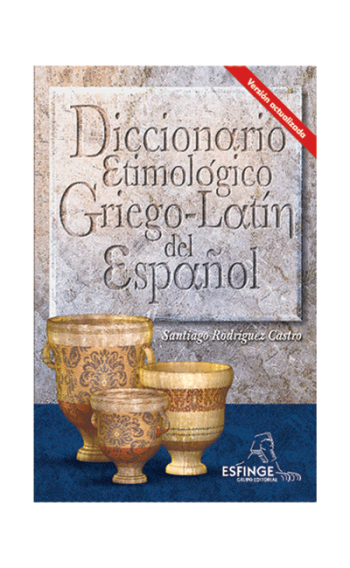 Versión actualizada
Diccionario
Etimológico
Griego-Latín
del
Español
Santiago Rodríguez Castro
ESFINGE
GRUPO EDITORIAL